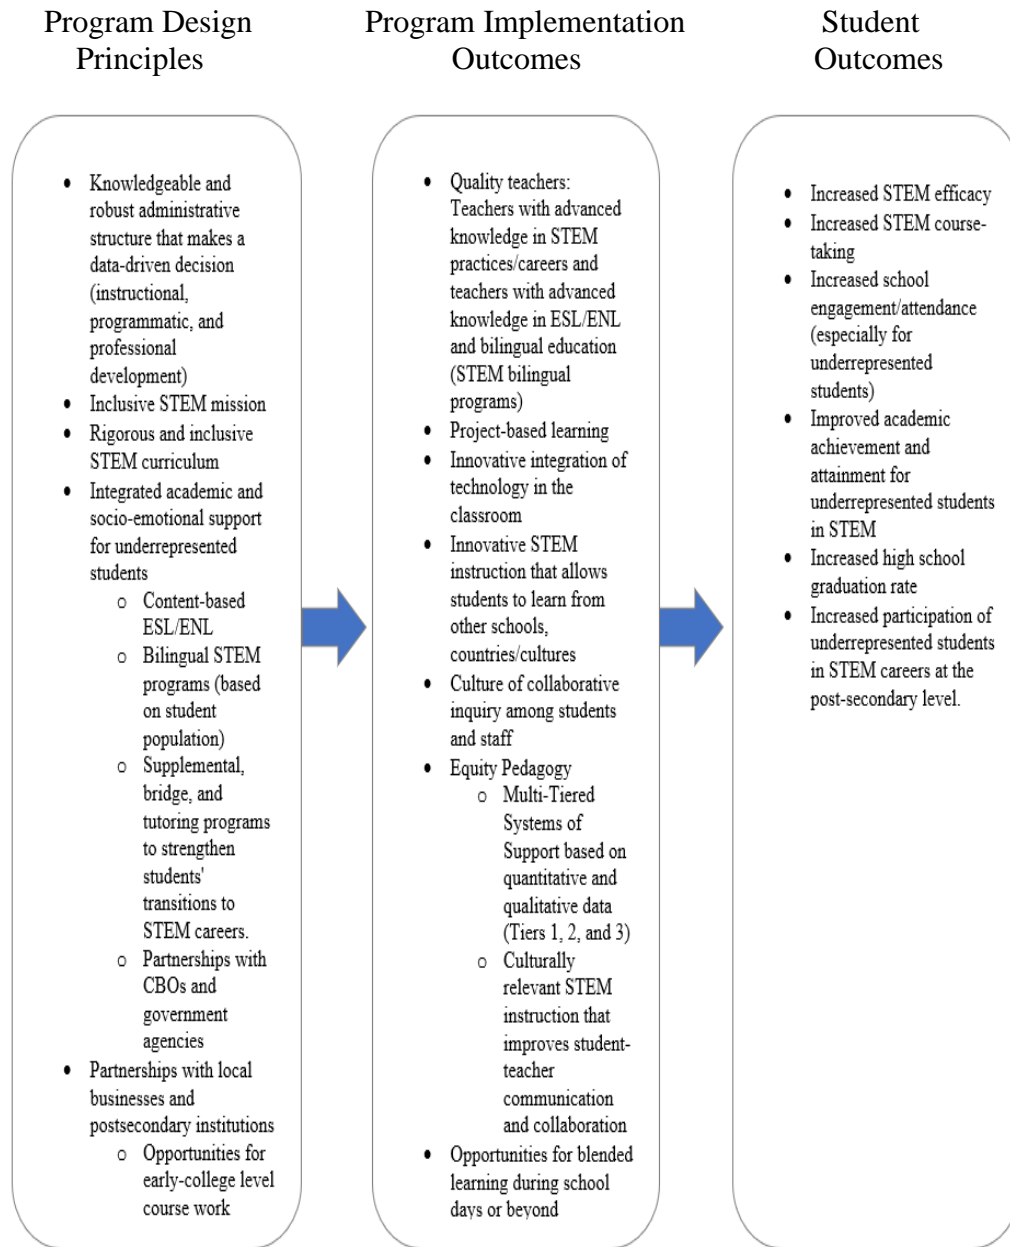 Program Design
Principles
Program Implementation
Outcomes
Student
Outcomes
• Knowledgeable and
robust administrative
structure that makes a
data-driven decision
(instructional,
programmatic, and
professional
development)
• Inclusive STEM mission
• Rigorous and inclusive
STEM curriculum
• Integrated academic and
socio-emotional support
for underrepresented
students
o Content-based
ESL/ENL
o Bilingual STEM
programs (based
on student
population)
o Supplemental,
bridge, and
tutoring programs
to strengthen
students'
transitions to
STEM careers.
o Partnerships with
CBOs and
government
agencies
• Partnerships with local
businesses and
postsecondary institutions
o Opportunities for
early-college level
course work
• Quality teachers:
Teachers with advanced
knowledge in STEM
practices/careers and
teachers with advanced
knowledge in ESL/ENL
and bilingual education
(STEM bilingual
programs)
• Project-based learning
• Innovative integration of
technology in the
classroom
• Innovative STEM
instruction that allows
students to learn from
other schools,
countries/cultures
• Culture of collaborative
inquiry among students
and staff
• Equity Pedagogy
o Multi-Tiered
Systems of
Support based on
quantitative and
qualitative data
(Tiers 1, 2, and 3)
o Culturally
relevant STEM
instruction that
improves student-
teacher
communication
and collaboration
• Opportunities for blended
learning during school
days or beyond
• Increased STEM efficacy
• Increased STEM course-
taking
• Increased school
engagement/attendance
(especially for
underrepresented
students)
• Improved academic
achievement and
attainment for
underrepresented students
in STEM
• Increased high school
graduation rate
• Increased participation of
underrepresented students
in STEM careers at the
post-secondary level.